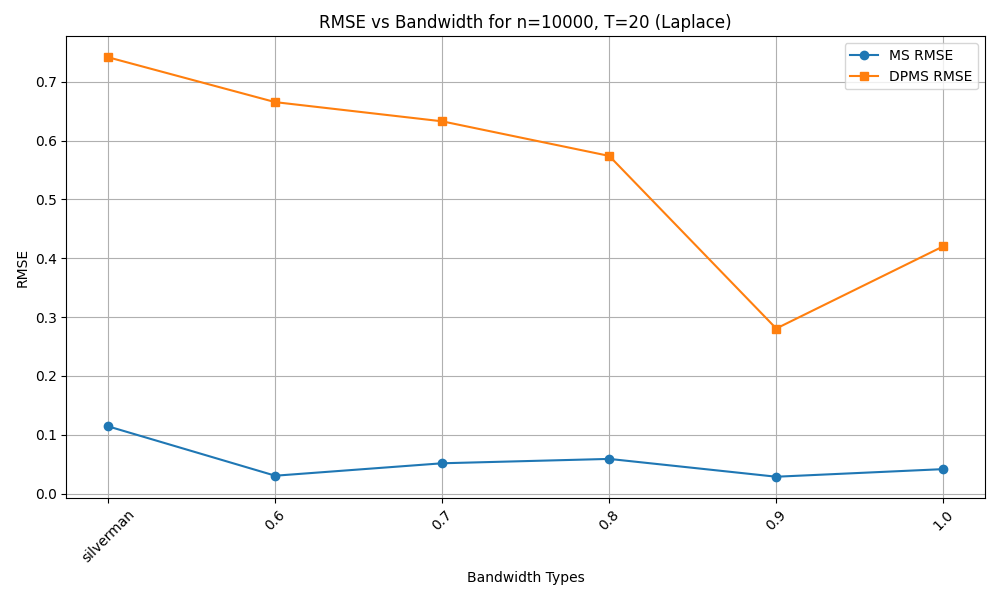 RMSE vs Bandwidth for n=10000, T=20 (Laplace)
MS RMSE
DPMS RMSE
RMSE
0.7
0.6
0.5
0.4
0.3
0.2
0.1
0.0
silverman
0.6
0.7
0.8
0.9
1.0
Bandwidth Types